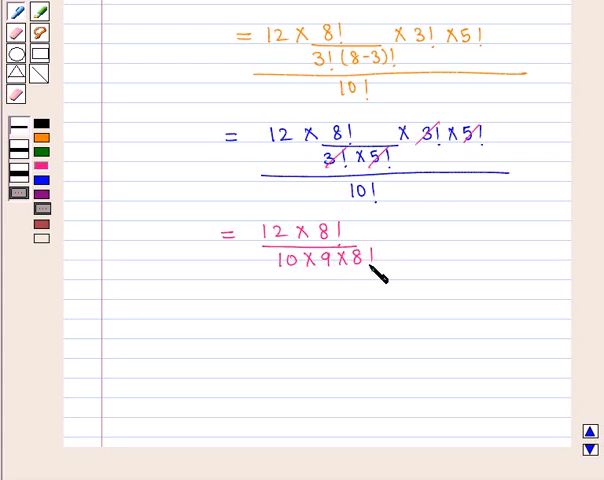 = 12 × 8! × 3! × 5!
3! (8-3)!
10!
= 12 × 8! × 3! × 5!
3! × 5!
10!
= 12 × 8!
10 × 9 × 8!